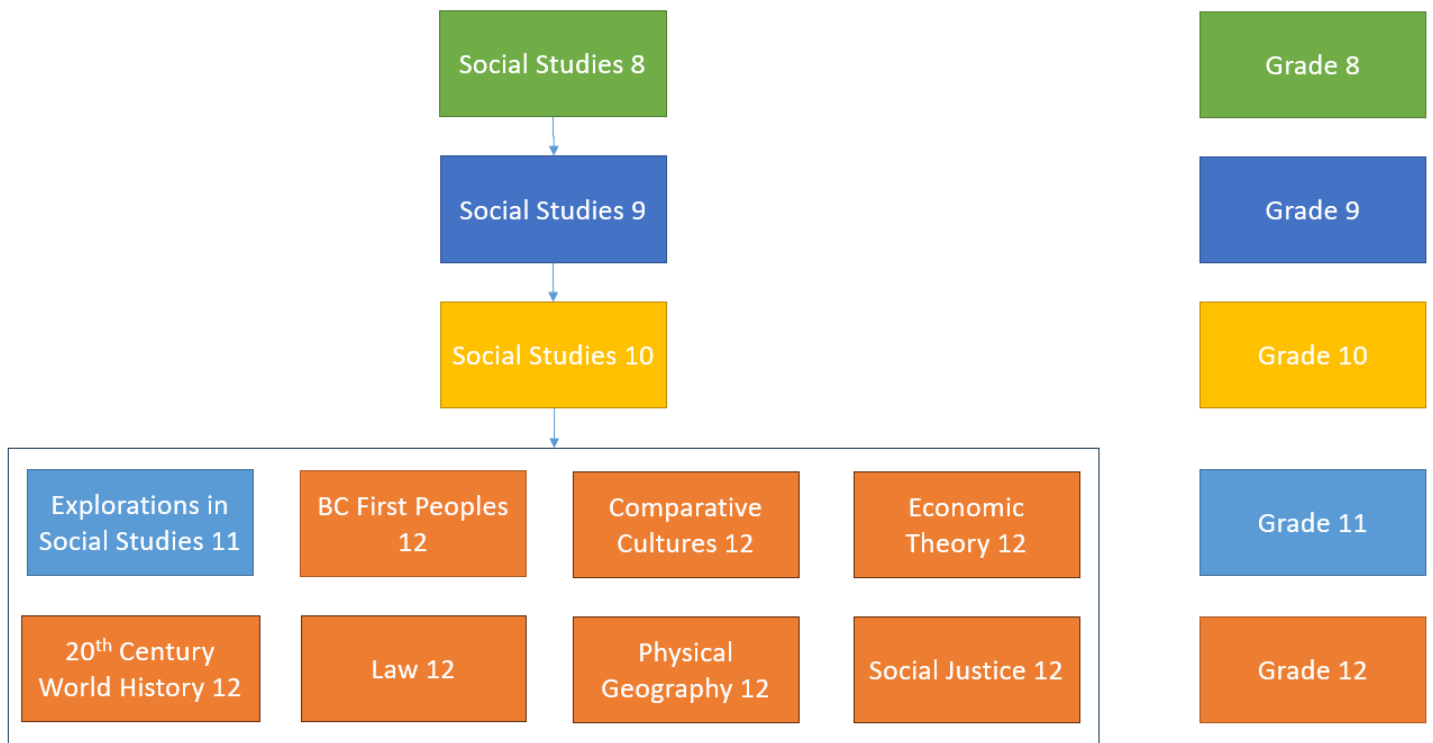 Social Studies 8
Grade 8
Social Studies 9
Grade 9
Social Studies 10
Grade 10
Explorations in
Social Studies 11
BC First Peoples
12
Comparative
Cultures 12
Economic
Theory 12
Grade 11
20th Century
World History 12
Law 12
Physical
Geography 12
Social Justice 12
Grade 12